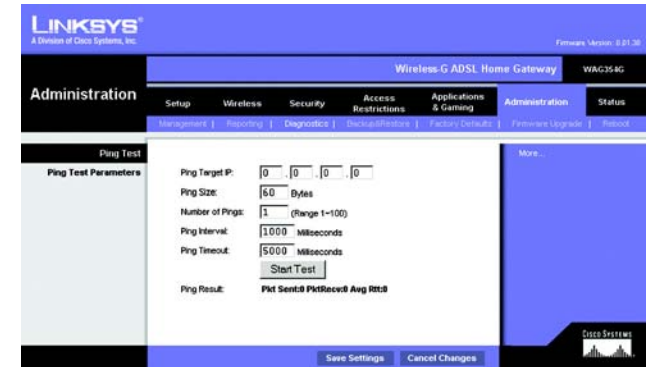 LINKSYS®
A Division of Cisco Systems, Inc.
Firmware Version: 0.01.30
Wireless-G ADSL Home Gateway WAG354G
Administration
Setup Wireless Security Access Restrictions Applications & Gaming Administration Status
Management | Reporting | Diagnostics | Backup&Restore | Factory Defaults | Firmware Upgrade | Reboot
Ping Test
More...
Ping Test Parameters
Ping Target IP: 0 . 0 . 0 . 0
Ping Size: 60 Bytes
Number of Pings: 1 (Range 1~100)
Ping Interval: 1000 Milliseconds
Ping Timeout: 5000 Milliseconds
Start Test
Ping Result: Pkt Sent:0 PktRecv:0 Avg Rtt:0
CISCO SYSTEMS
Save Settings Cancel Changes